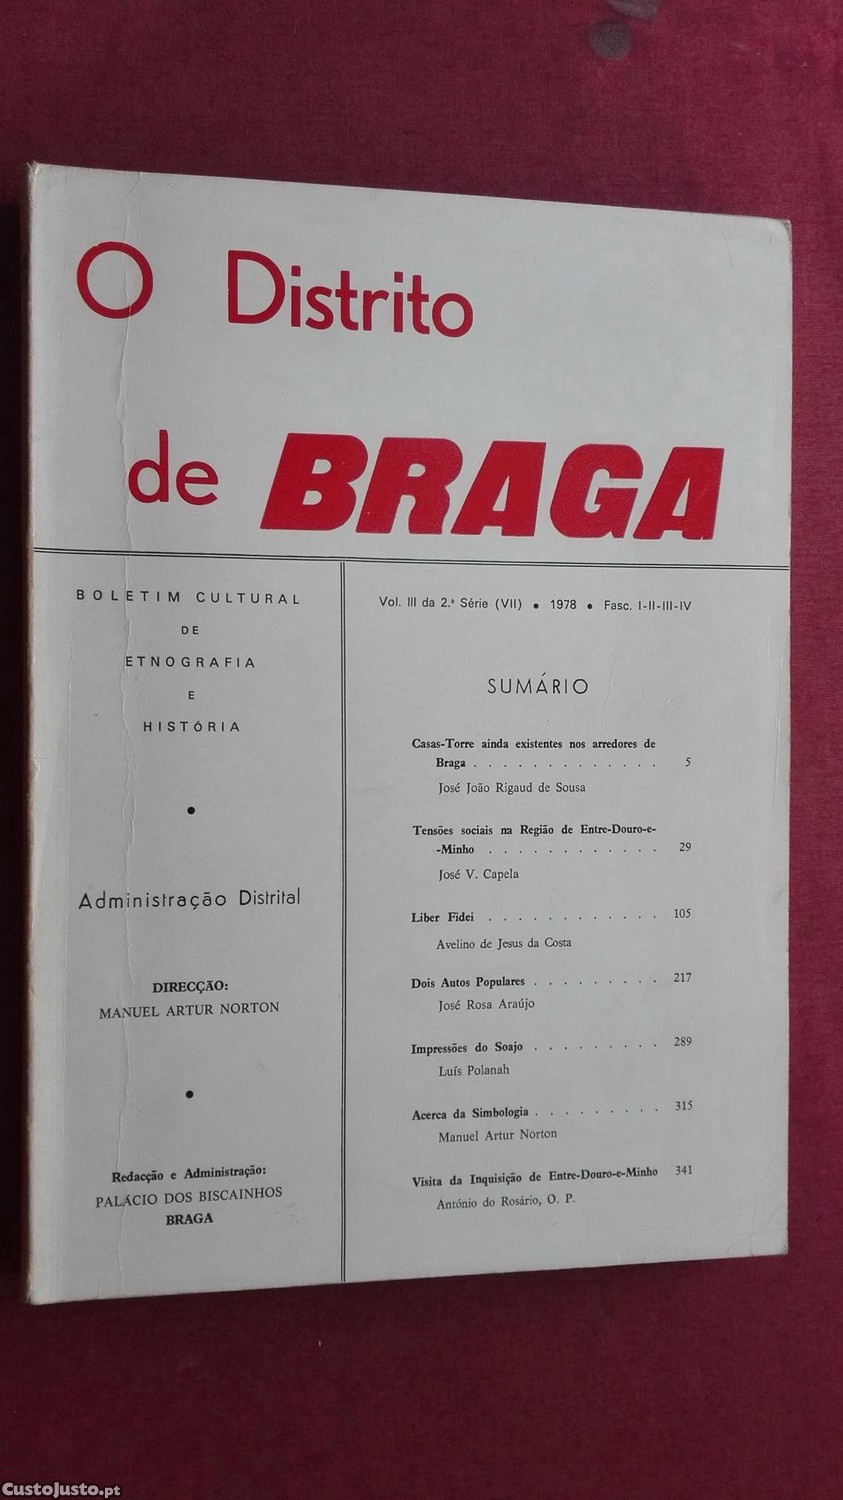 O Distrito
de BRAGA
BOLETIM CULTURAL
DE
ETNOGRAFIA
E
HISTÓRIA
Administração Distrital
DIRECÇÃO:
MANUEL ARTUR NORTON
Redacção e Administração:
PALÁCIO DOS BISCAINHOS
BRAGA
Vol. III da 2.ª Série (VII) • 1978 • Fasc. I-II-III-IV
SUMÁRIO
Casas-Torre ainda existentes nos arredores de
Braga . . . . . . . . . . . . . 5
José João Rigaud de Sousa
Tensões sociais na Região de Entre-Douro-e-
-Minho . . . . . . . . . . . . 29
José V. Capela
Liber Fidei . . . . . . . . . . . . 105
Avelino de Jesus da Costa
Dois Autos Populares . . . . . . . . . 217
José Rosa Araújo
Impressões do Soajo . . . . . . . . . 289
Luís Polanah
Acerca da Simbologia . . . . . . . . . 315
Manuel Artur Norton
Visita da Inquisição de Entre-Douro-e-Minho 341
António do Rosário, O. P.
CustoJusto.pt